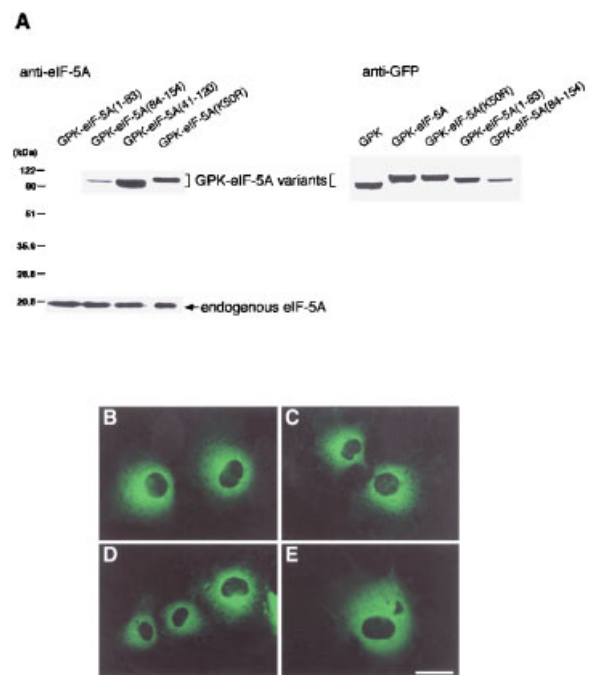 A
anti-eIF-5A
GPK-eIF-5A(1-83)
GPK-eIF-5A(84-154)
GPK-eIF-5A(41-120)
GPK-eIF-5A(K50R)
(kDa)
122
90
51
35.9
28.8
20.8
GPK-eIF-5A variants
endogenous eIF-5A
anti-GFP
GPK
GPK-eIF-5A
GPK-eIF-5A(K50R)
GPK-eIF-5A(1-83)
GPK-eIF-5A(84-154)
B
C
D
E